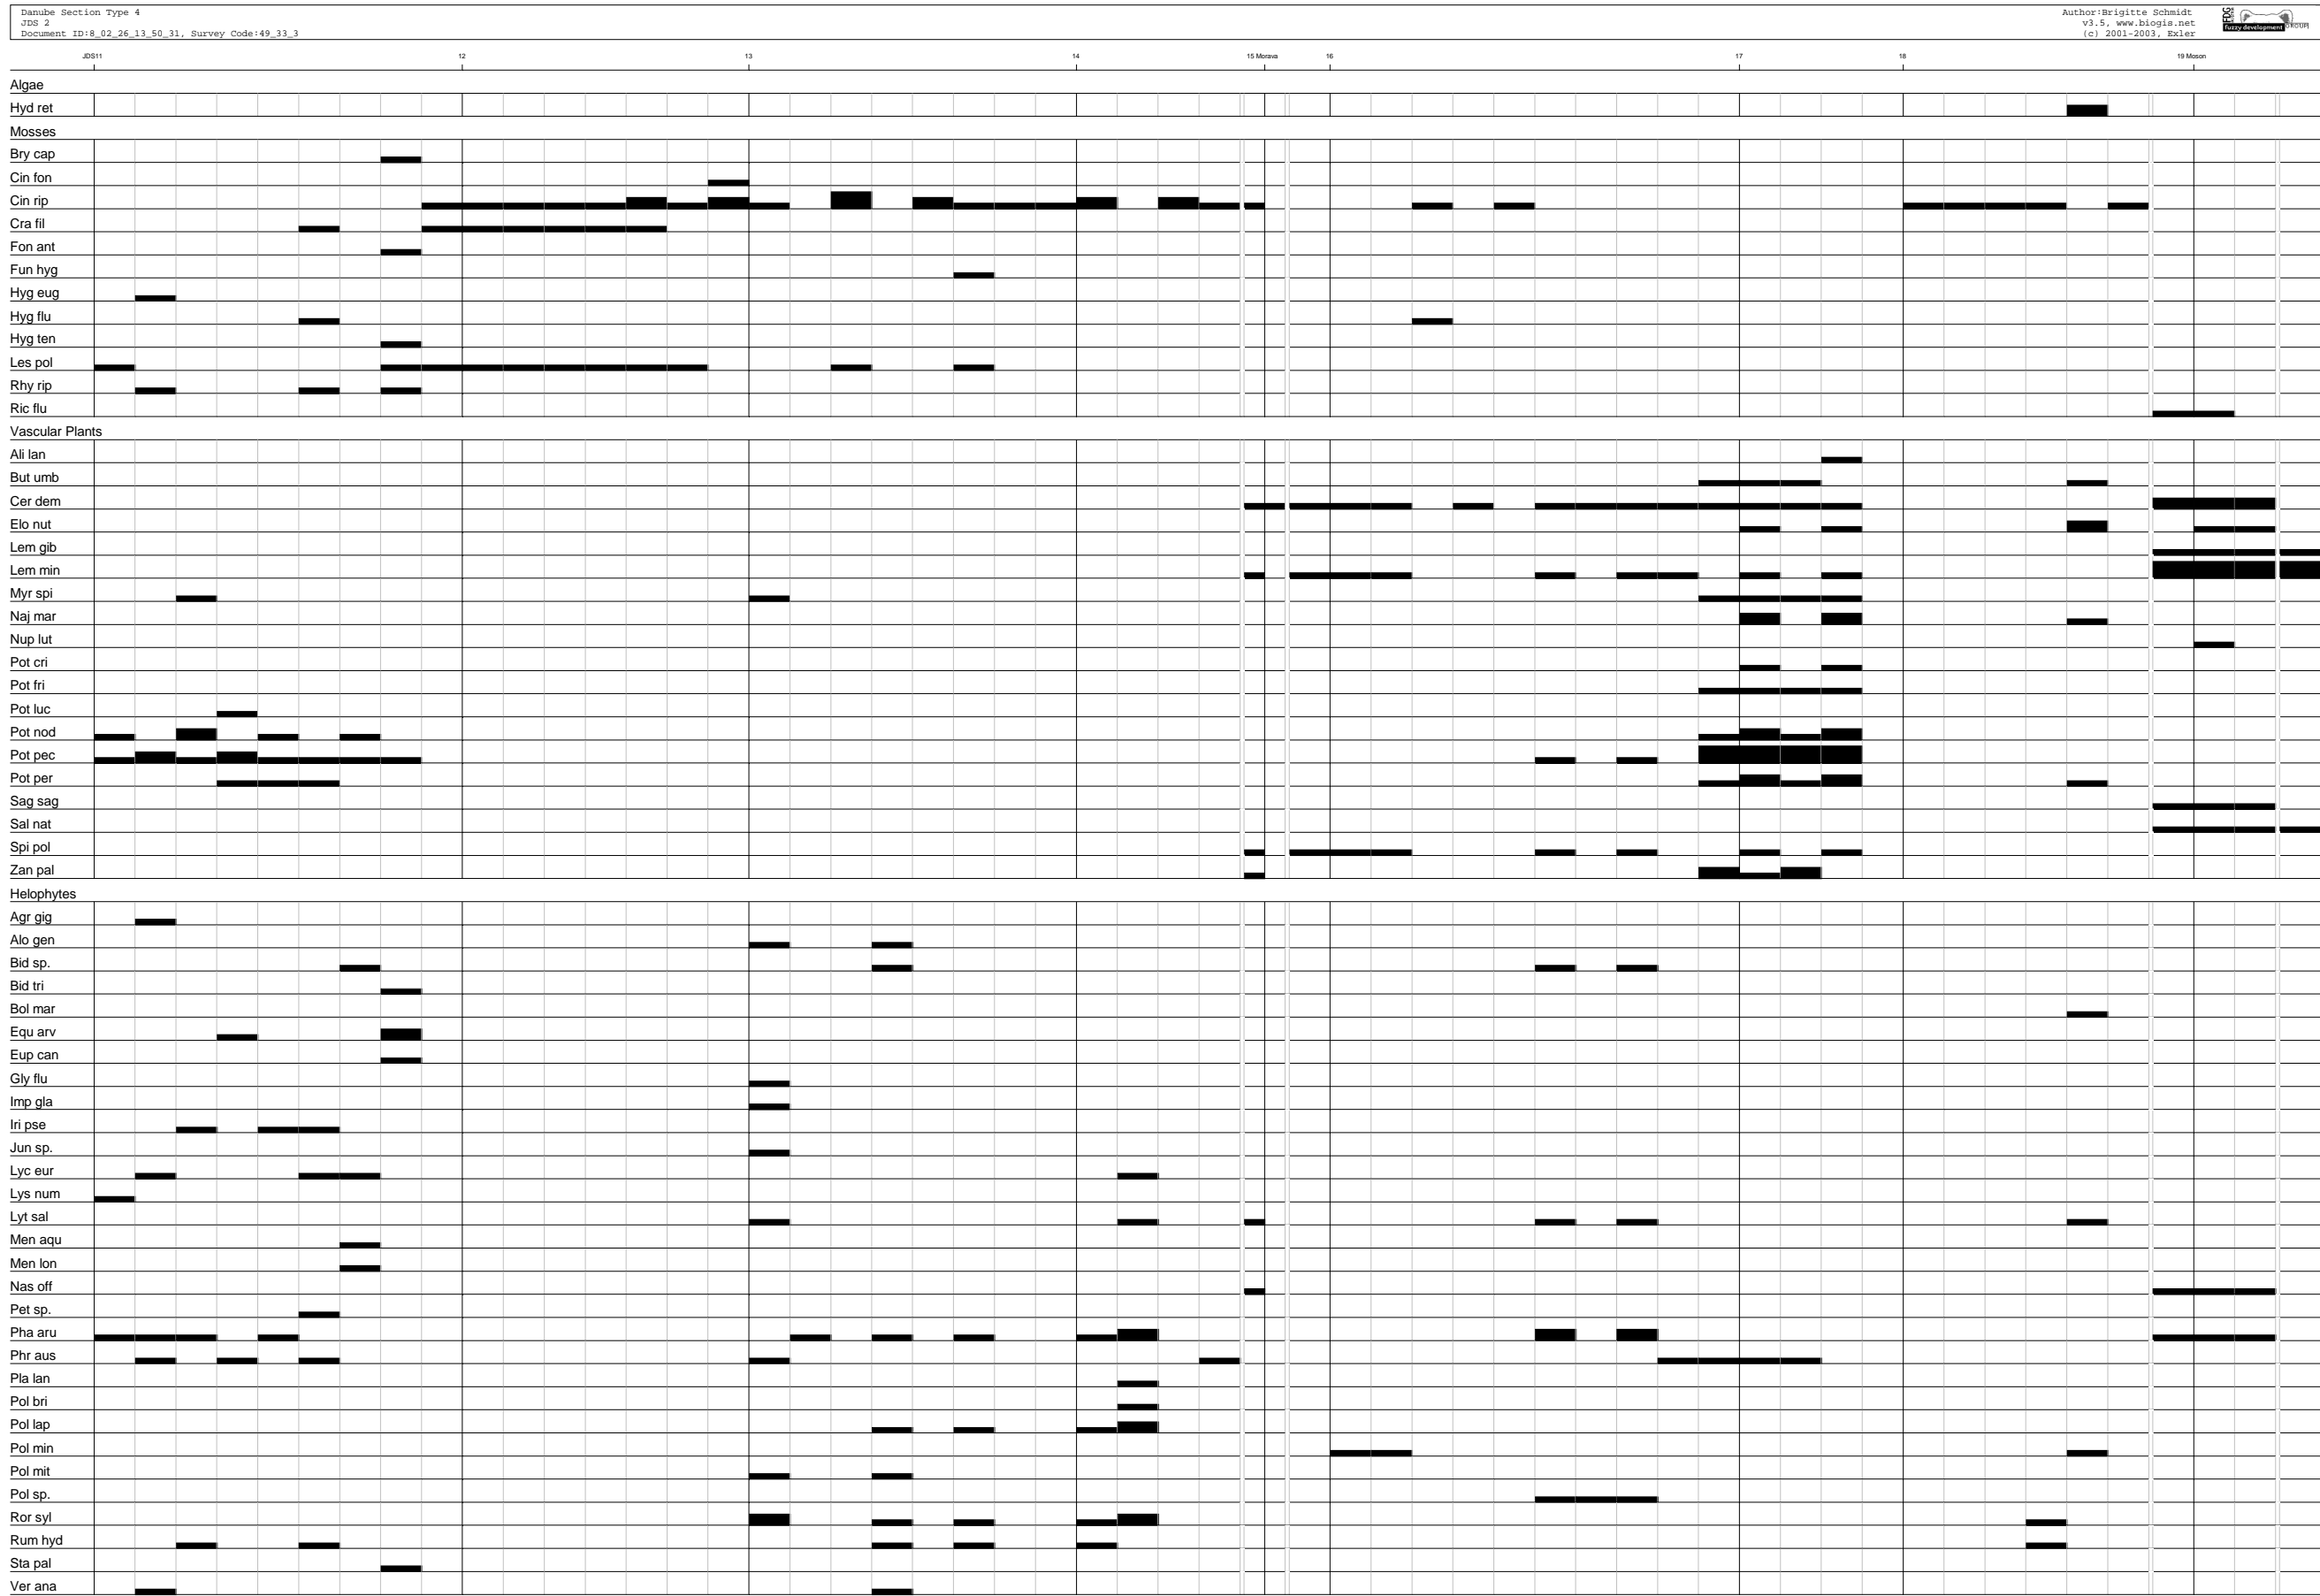 Danube Section Type 4
JDS 2
Document ID:8_02_26_13_50_31, Survey Code:49_33_3
Author:Brigitte Schmidt
v3.5, www.biogis.net
(c) 2001-2003, Exler
FDG
fuzzy development GROUP
JDS11 12 13 14 15 Morava 16 17 18 19 Moson
Algae
Hyd ret
Mosses
Bry cap
Cin fon
Cin rip
Cra fil
Fon ant
Fun hyg
Hyg eug
Hyg flu
Hyg ten
Les pol
Rhy rip
Ric flu
Vascular Plants
Ali lan
But umb
Cer dem
Elo nut
Lem gib
Lem min
Myr spi
Naj mar
Nup lut
Pot cri
Pot fri
Pot luc
Pot nod
Pot pec
Pot per
Sag sag
Sal nat
Spi pol
Zan pal
Helophytes
Agr gig
Alo gen
Bid sp.
Bid tri
Bol mar
Equ arv
Eup can
Gly flu
Imp gla
Iri pse
Jun sp.
Lyc eur
Lys num
Lyt sal
Men aqu
Men lon
Nas off
Pet sp.
Pha aru
Phr aus
Pla lan
Pol bri
Pol lap
Pol min
Pol mit
Pol sp.
Ror syl
Rum hyd
Sta pal
Ver ana